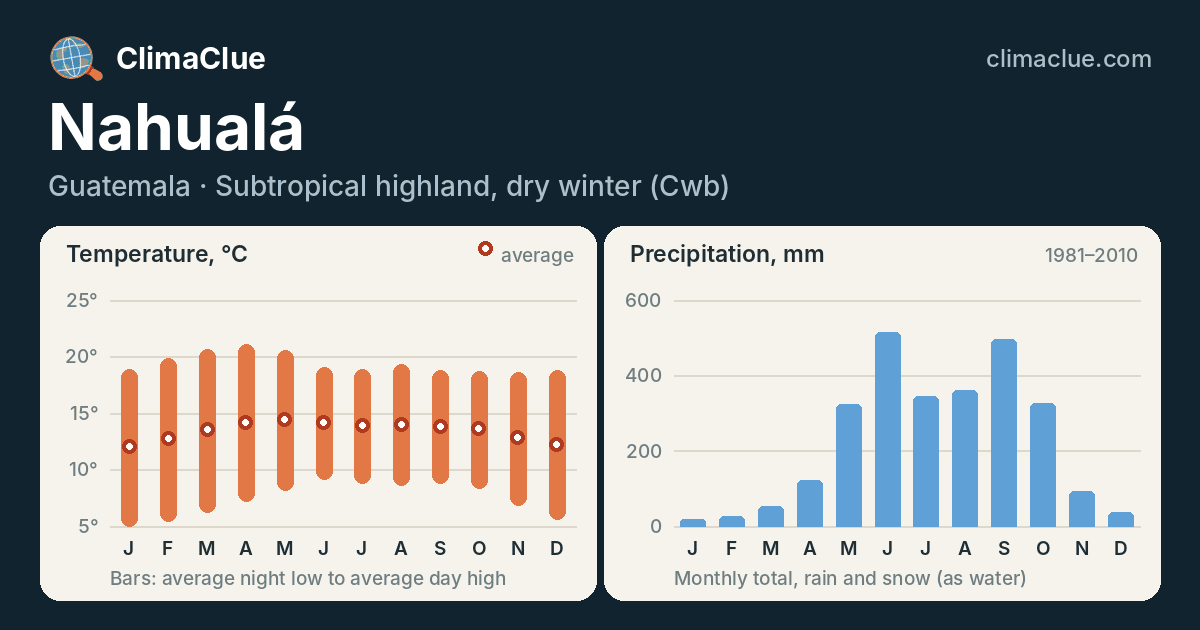 ClimaClue
climaclue.com
Nahualá
Guatemala · Subtropical highland, dry winter (Cwb)
Temperature, °C
average
25°
20°
15°
10°
5°
J F M A M J J A S O N D
Bars: average night low to average day high
Precipitation, mm
1981–2010
600
400
200
0
J F M A M J J A S O N D
Monthly total, rain and snow (as water)